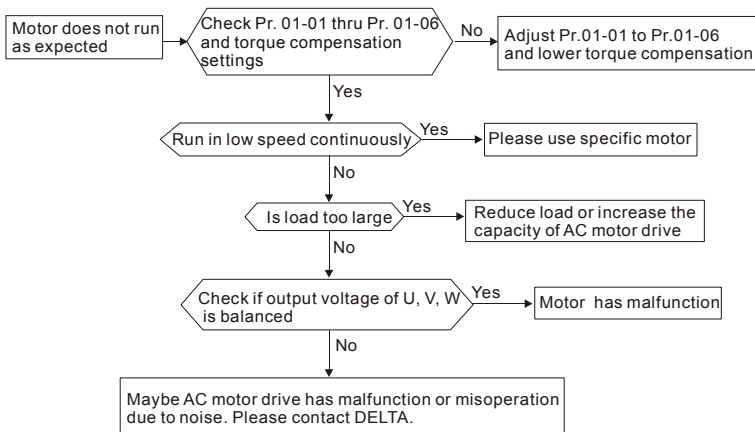 Motor does not run
as expected
Check Pr. 01-01 thru Pr. 01-06
and torque compensation
settings
No
Adjust Pr.01-01 to Pr.01-06
and lower torque compensation
Yes
Run in low speed continuously
Yes
Please use specific motor
No
Is load too large
Yes
Reduce load or increase the
capacity of AC motor drive
No
Check if output voltage of U, V, W
is balanced
Yes
Motor has malfunction
No
Maybe AC motor drive has malfunction or misoperation
due to noise. Please contact DELTA.